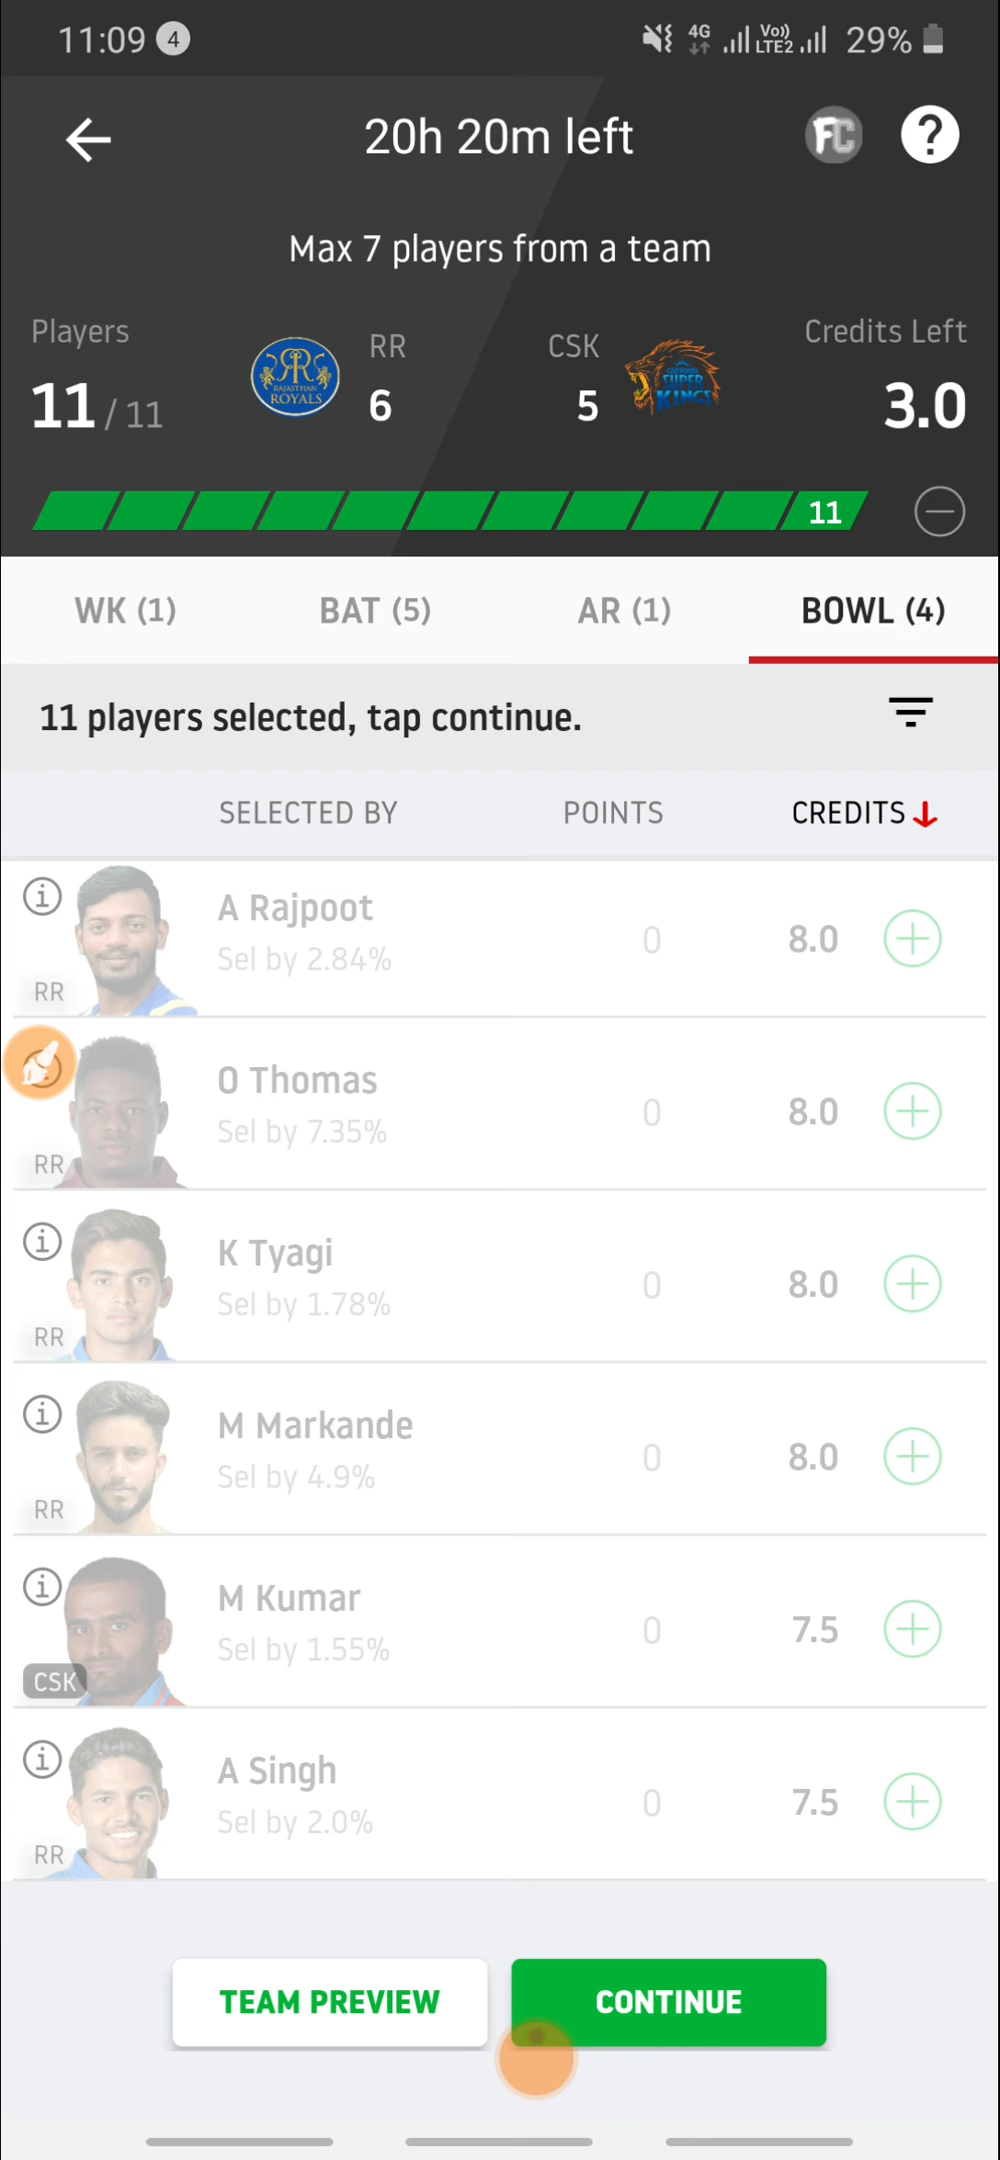 11:09 4 4G Vo)) LTE2 29%
20h 20m left FC ?
Max 7 players from a team
Players RR CSK Credits Left
11 / 11 6 5 3.0
RAJASTHAN ROYALS
SUPER KINGS
11
WK (1) BAT (5) AR (1) BOWL (4)
11 players selected, tap continue.
SELECTED BY POINTS CREDITS
A Rajpoot
Sel by 2.84% 0 8.0
RR
O Thomas
Sel by 7.35% 0 8.0
RR
K Tyagi
Sel by 1.78% 0 8.0
RR
M Markande
Sel by 4.9% 0 8.0
RR
M Kumar
Sel by 1.55% 0 7.5
CSK
A Singh
Sel by 2.0% 0 7.5
RR
TEAM PREVIEW CONTINUE